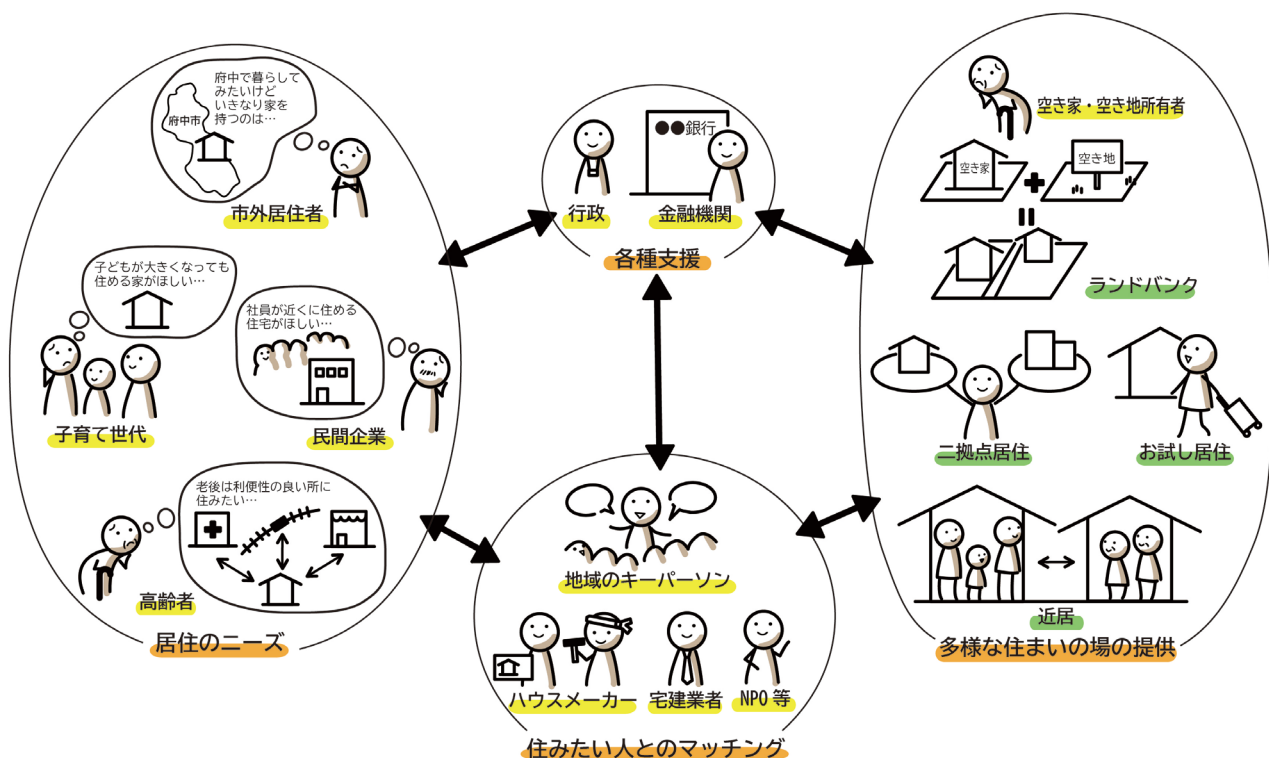 府中で暮らして
みたいけど
いきなり家を
持つのは…
府中市
市外居住者
子どもが大きくなっても
住める家がほしい…
子育て世代
社員が近くに住める
住宅がほしい…
民間企業
老後は利便性の良い所に
住みたい…
高齢者
居住のニーズ
●●銀行
行政
金融機関
各種支援
地域のキーパーソン
ハウスメーカー
宅建業者
NPO 等
住みたい人とのマッチング
空き家・空き地所有者
空き家
空き地
ランドバンク
二拠点居住
お試し居住
近居
多様な住まいの場の提供